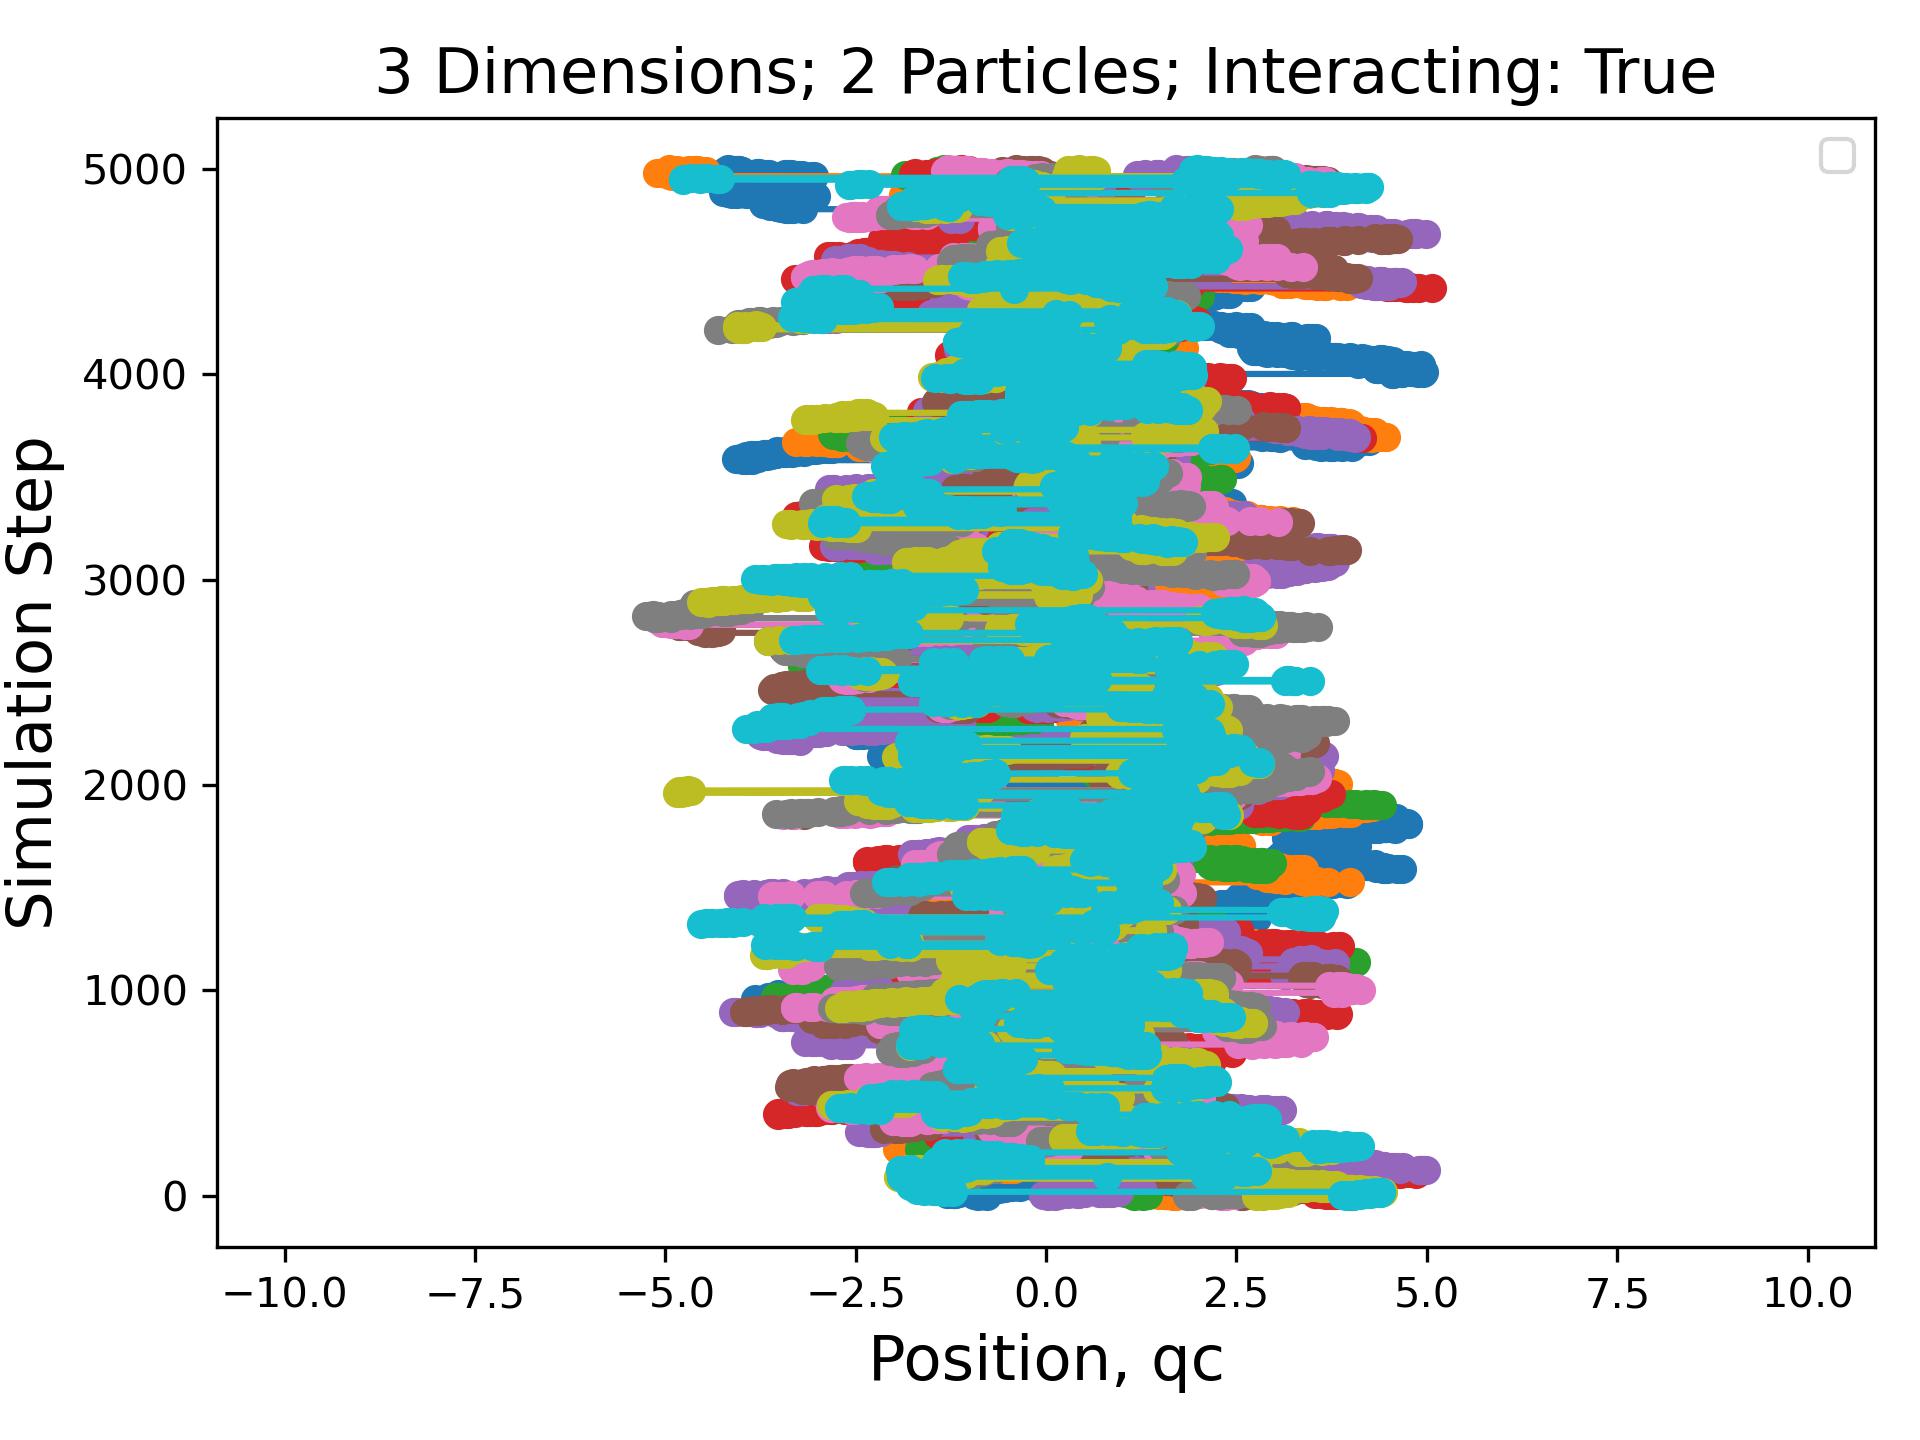 3 Dimensions; 2 Particles; Interacting: True
Simulation Step
5000
4000
3000
2000
1000
0
−10.0 −7.5 −5.0 −2.5 0.0 2.5 5.0 7.5 10.0
Position, qc